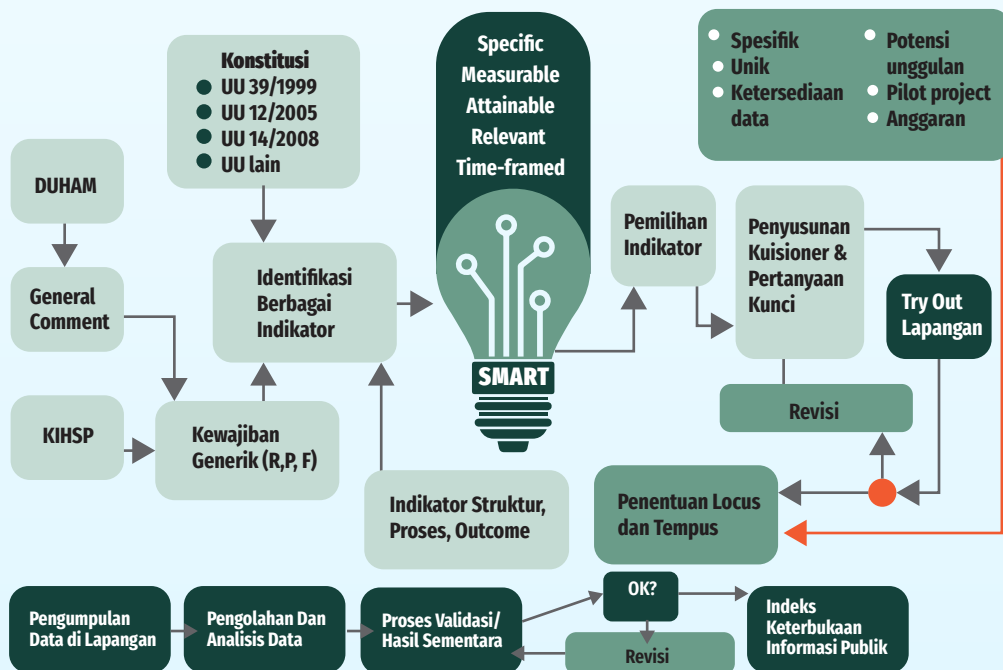 Konstitusi
UU 39/1999
UU 12/2005
UU 14/2008
UU lain
Specific
Measurable
Attainable
Relevant
Time-framed
SMART
Spesifik
Unik
Ketersediaan
data
Potensi
unggulan
Pilot project
Anggaran
DUHAM
General
Comment
KIHSP
Identifikasi
Berbagai
Indikator
Kewajiban
Generik (R,P, F)
Indikator Struktur,
Proses, Outcome
Pemilihan
Indikator
Penyusunan
Kuisioner &
Pertanyaan
Kunci
Try Out
Lapangan
Revisi
Penentuan Locus
dan Tempus
Pengumpulan
Data di Lapangan
Pengolahan Dan
Analisis Data
Proses Validasi/
Hasil Sementara
OK?
Revisi
Indeks
Keterbukaan
Informasi Publik